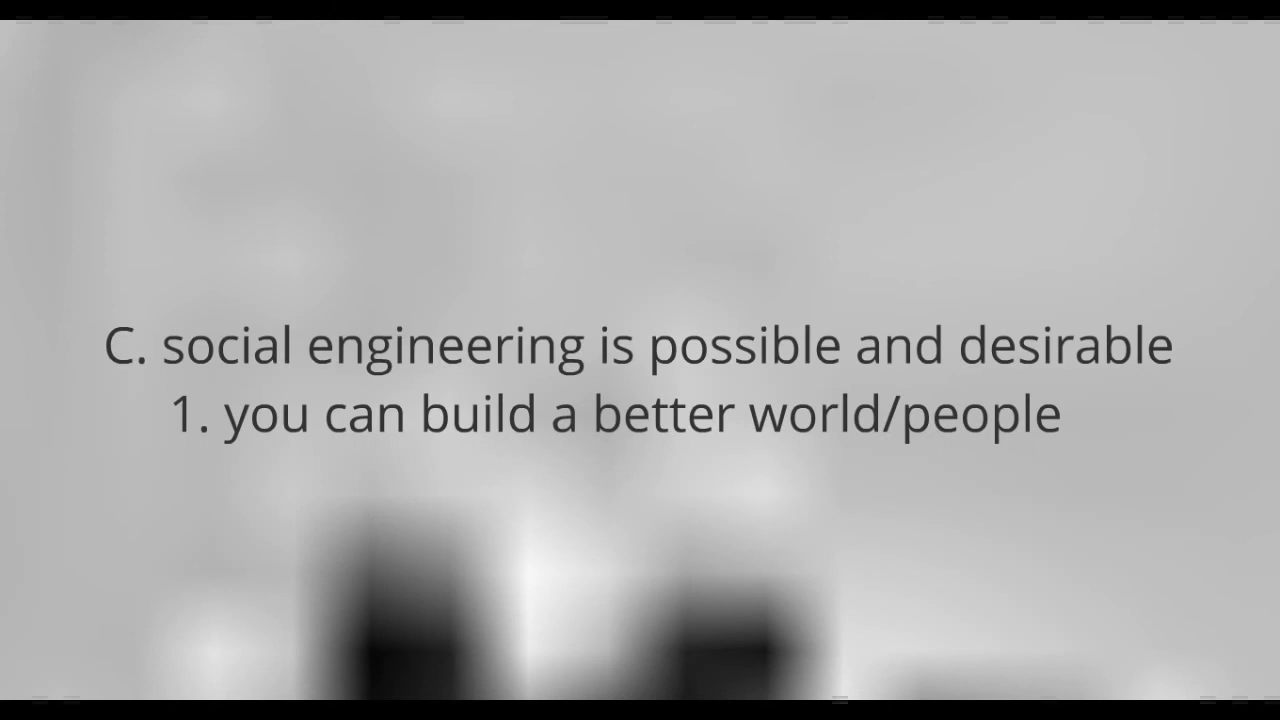 C. social engineering is possible and desirable
1. you can build a better world/people